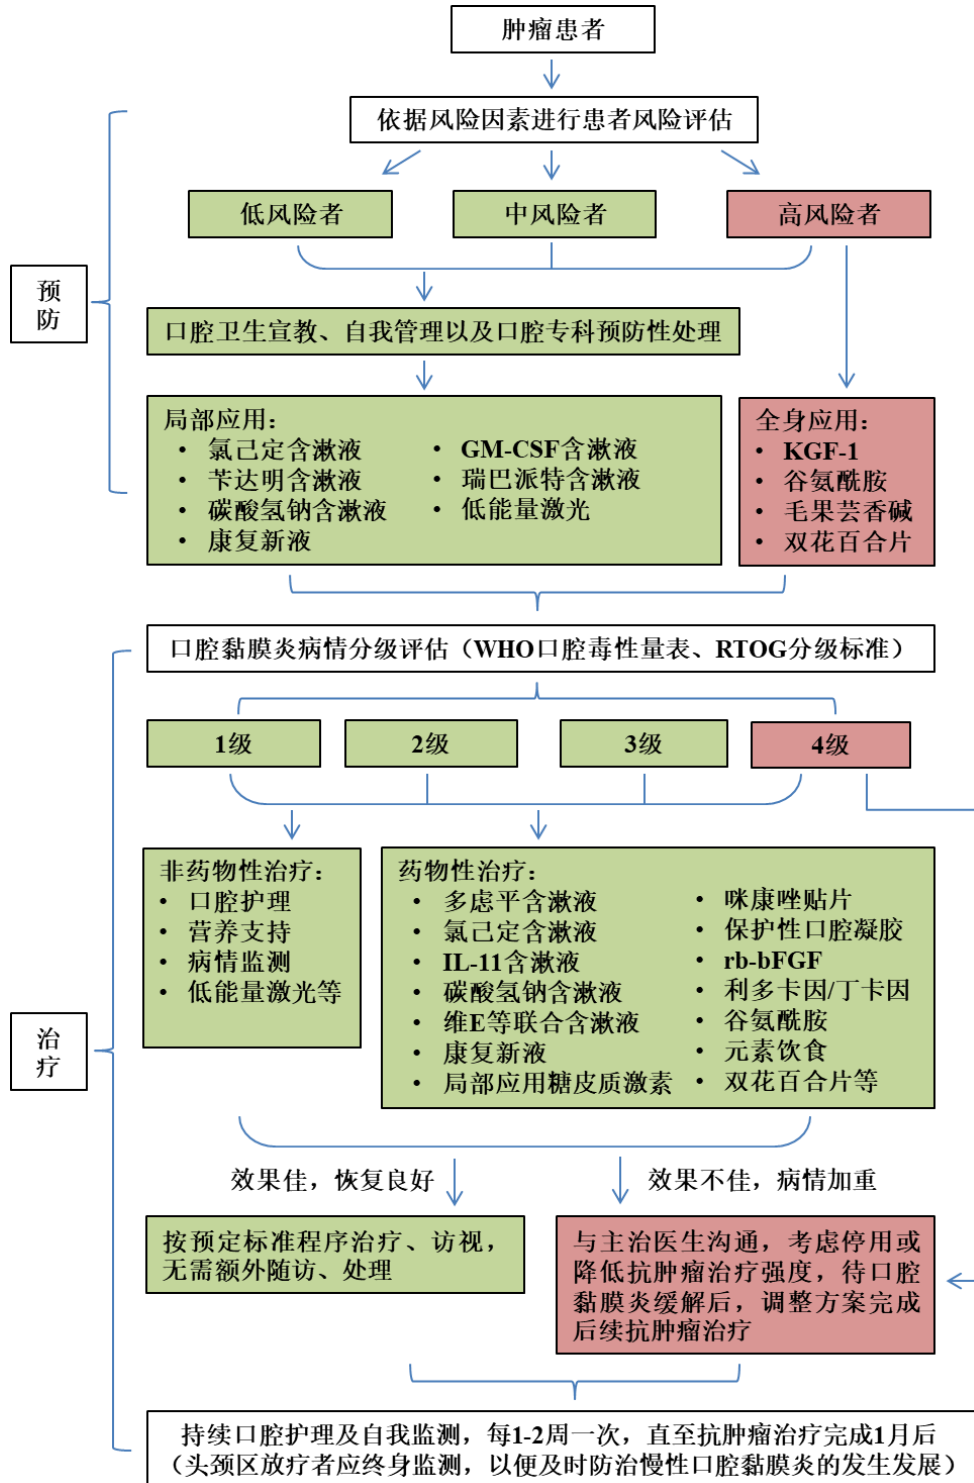 肿瘤患者
依据风险因素进行患者风险评估
低风险者
中风险者
高风险者
预
防
口腔卫生宣教、自我管理以及口腔专科预防性处理
局部应用：
• 氯己定含漱液
• 苄达明含漱液
• 碳酸氢钠含漱液
• 康复新液
• GM-CSF含漱液
• 瑞巴派特含漱液
• 低能量激光
全身应用：
• KGF-1
• 谷氨酰胺
• 毛果芸香碱
• 双花百合片
口腔黏膜炎病情分级评估（WHO口腔毒性量表、RTOG分级标准）
1级
2级
3级
4级
非药物性治疗：
• 口腔护理
• 营养支持
• 病情监测
• 低能量激光等
药物性治疗：
• 多虑平含漱液
• 氯己定含漱液
• IL-11含漱液
• 碳酸氢钠含漱液
• 维E等联合含漱液
• 康复新液
• 局部应用糖皮质激素
• 咪康唑贴片
• 保护性口腔凝胶
• rb-bFGF
• 利多卡因/丁卡因
• 谷氨酰胺
• 元素饮食
• 双花百合片等
治
疗
效果佳，恢复良好
效果不佳，病情加重
按预定标准程序治疗、访视，
无需额外随访、处理
与主治医生沟通，考虑停用或
降低抗肿瘤治疗强度，待口腔
黏膜炎缓解后，调整方案完成
后续抗肿瘤治疗
持续口腔护理及自我监测，每1-2周一次，直至抗肿瘤治疗完成1月后
（头颈区放疗者应终身监测，以便及时防治慢性口腔黏膜炎的发生发展）